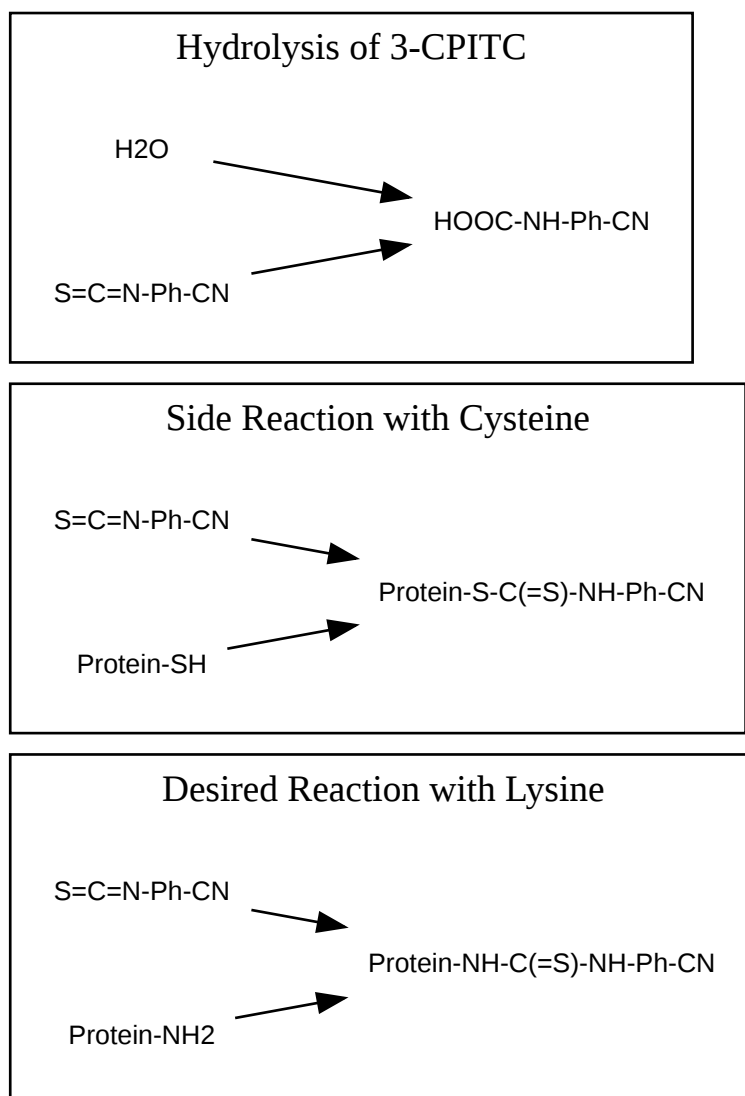 Hydrolysis of 3-CPITC
H2O
HOOC-NH-Ph-CN
S=C=N-Ph-CN
Side Reaction with Cysteine
S=C=N-Ph-CN
Protein-S-C(=S)-NH-Ph-CN
Protein-SH
Desired Reaction with Lysine
S=C=N-Ph-CN
Protein-NH-C(=S)-NH-Ph-CN
Protein-NH2